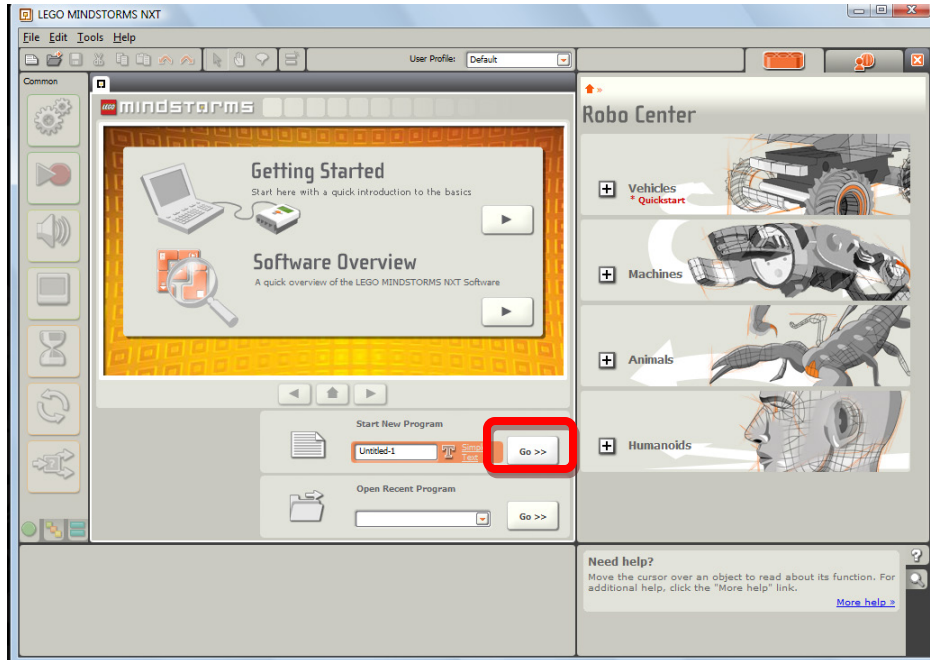 LEGO MINDSTORMS NXT
File Edit Tools Help
User Profile: Default
Common
LEGO mindstorms
Getting Started
Start here with a quick introduction to the basics
Software Overview
A quick overview of the LEGO MINDSTORMS NXT Software
Start New Program
Untitled-1
Text
Go >>
Open Recent Program
Go >>
»
Robo Center
Vehicles
* Quickstart
Machines
Animals
Humanoids
Need help?
Move the cursor over an object to read about its function. For
additional help, click the "More help" link.
More help »